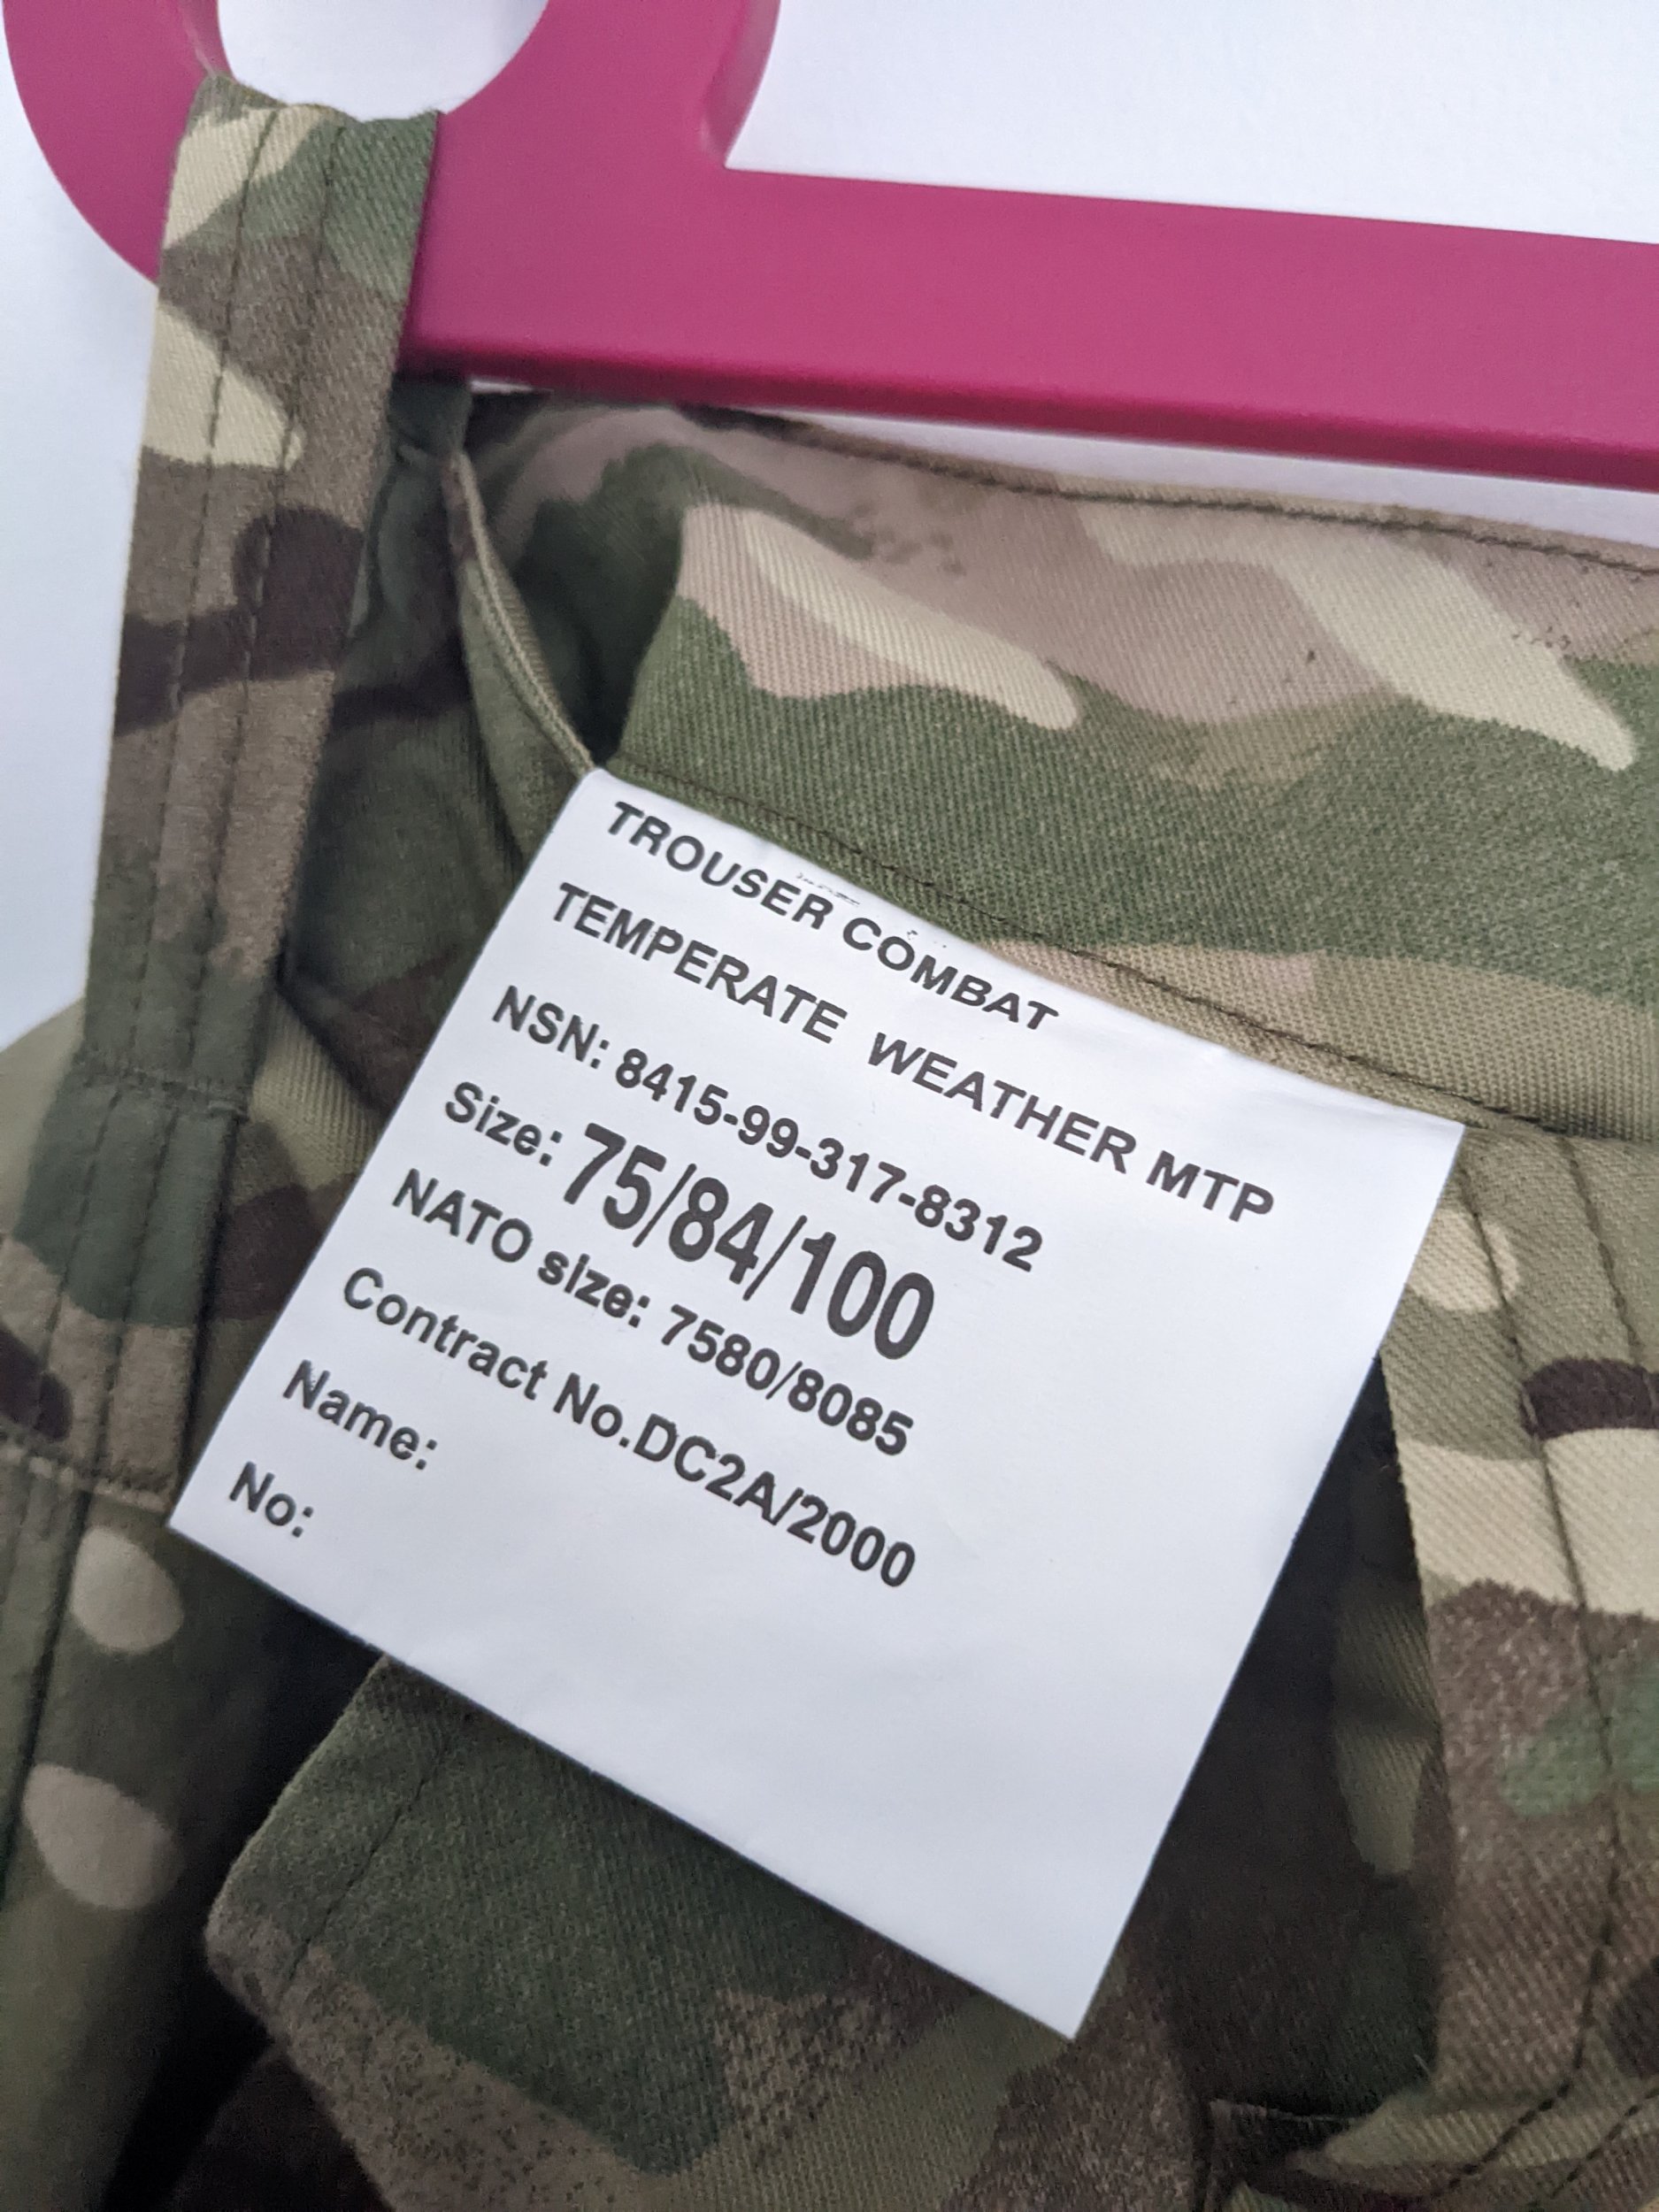 TROUSER COMBAT
TEMPERATE WEATHER MTP
NSN: 8415-99-317-8312
Size: 75/84/100
NATO size: 7580/8085
Contract No.DC2A/2000
Name:
No: